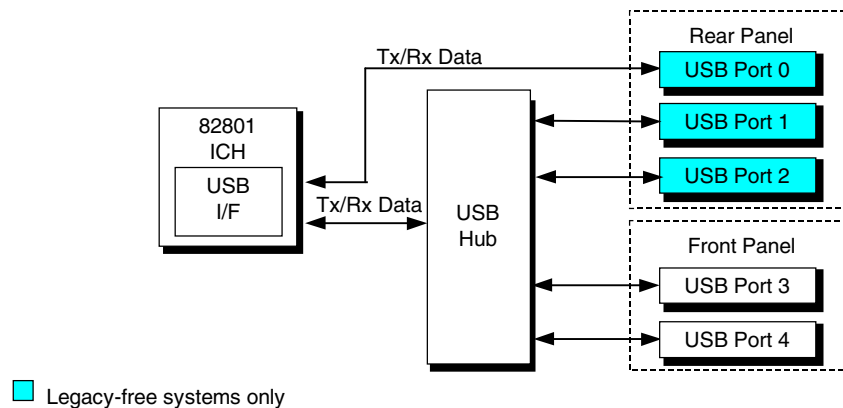 Rear Panel
Tx/Rx Data
USB Port 0
82801
ICH
USB Port 1
USB
I/F
USB Port 2
Tx/Rx Data
USB
Hub
Front Panel
USB Port 3
USB Port 4
Legacy-free systems only